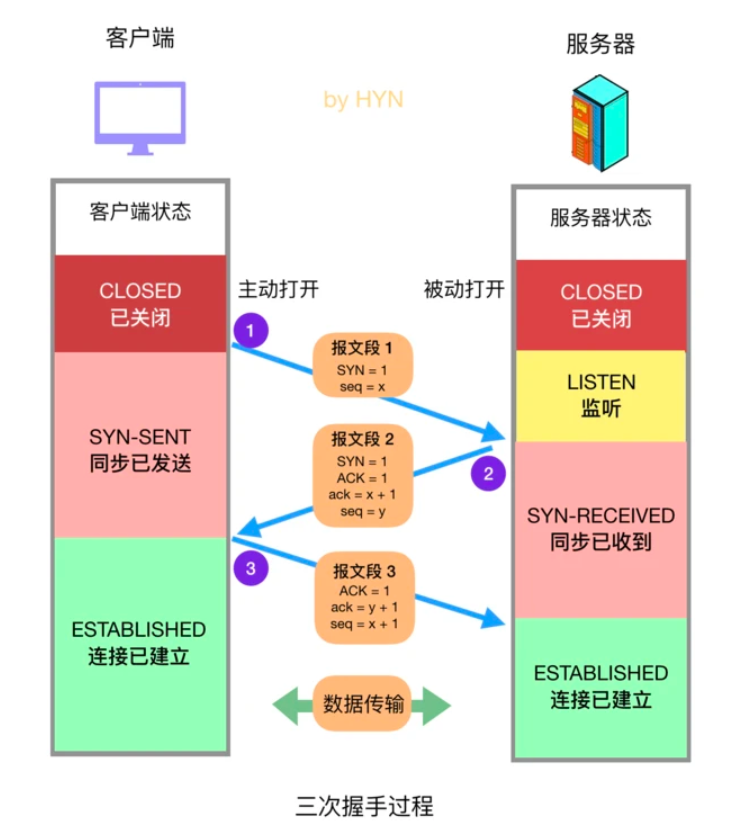 客户端
服务器
by HYN
客户端状态
服务器状态
CLOSED
已关闭
主动打开
被动打开
CLOSED
已关闭
1
报文段 1
SYN = 1
seq = x
LISTEN
监听
SYN-SENT
同步已发送
报文段 2
SYN = 1
ACK = 1
ack = x + 1
seq = y
2
SYN-RECEIVED
同步已收到
3
报文段 3
ACK = 1
ack = y + 1
seq = x + 1
ESTABLISHED
连接已建立
ESTABLISHED
连接已建立
数据传输
三次握手过程